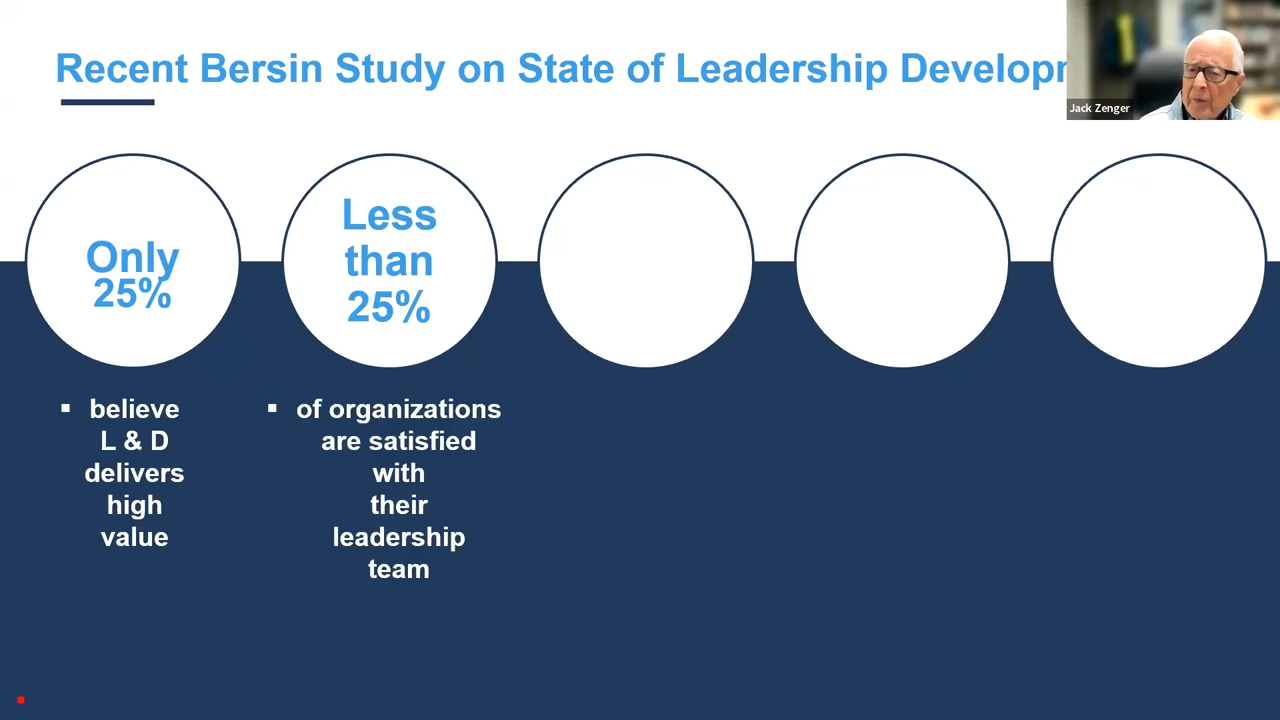 Recent Bersin Study on State of Leadership Develop
Jack Zenger
Only
25%
Less
than
25%
▪ believe
L & D
delivers
high
value
▪ of organizations
are satisfied
with
their
leadership
team